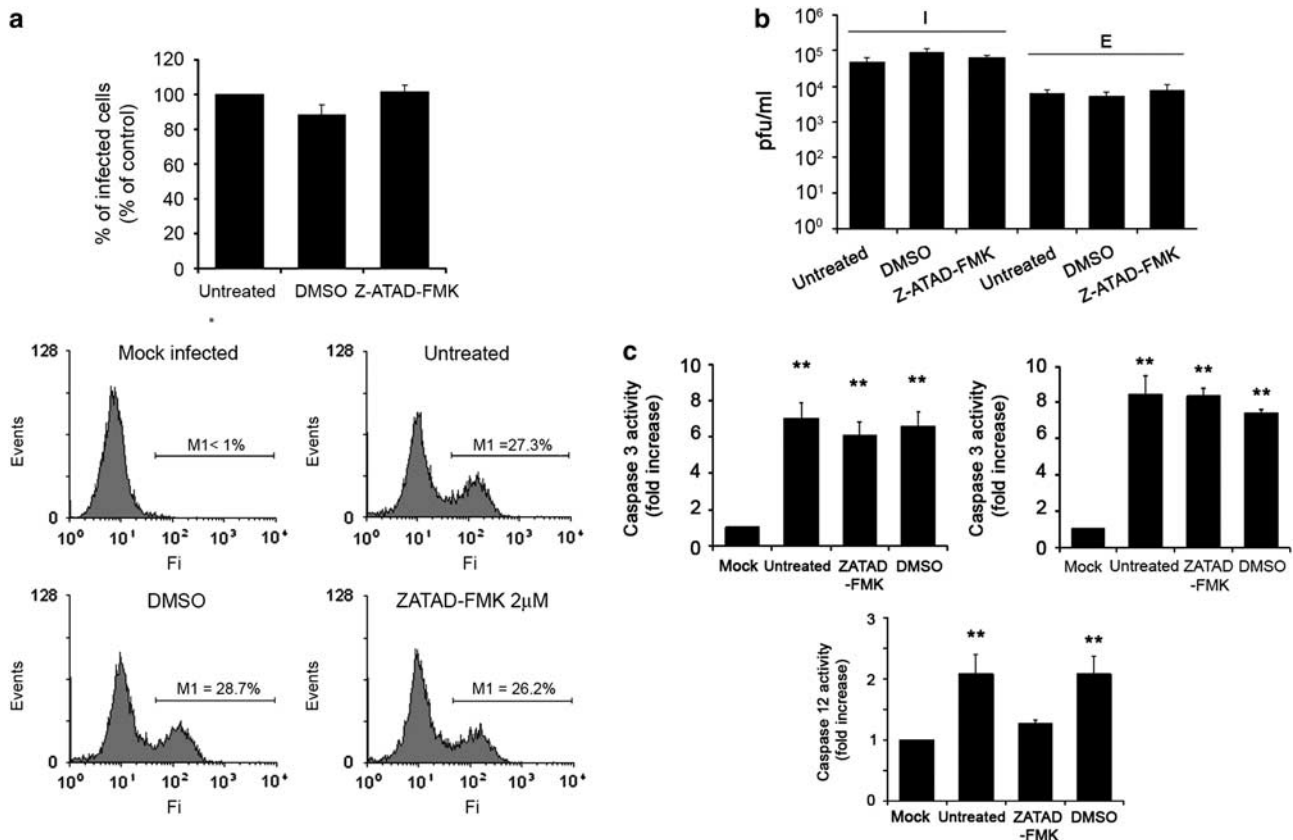 a
% of infected cells
(% of control)
120
100
80
60
40
20
0
Untreated DMSO Z-ATAD-FMK
Mock infected
128
Events
0
M1< 1%
10⁰ 10¹ 10² 10³ 10⁴
Fi
Untreated
128
Events
0
M1 =27.3%
10⁰ 10¹ 10² 10³ 10⁴
Fi
DMSO
128
Events
0
M1 = 28.7%
10⁰ 10¹ 10² 10³ 10⁴
Fi
ZATAD-FMK 2µM
128
Events
0
M1 = 26.2%
10⁰ 10¹ 10² 10³ 10⁴
Fi
b
pfu/ml
10⁶
10⁵
10⁴
10³
10²
10¹
10⁰
I
E
Untreated
DMSO
Z-ATAD-FMK
Untreated
DMSO
Z-ATAD-FMK
c
Caspase 3 activity
(fold increase)
10
8
6
4
2
0
** ** **
Mock Untreated ZATAD DMSO
-FMK
Caspase 3 activity
(fold increase)
10
8
6
4
2
0
** ** **
Mock Untreated ZATAD DMSO
-FMK
Caspase 12 activity
(fold increase)
3
2
1
0
** **
Mock Untreated ZATAD DMSO
-FMK